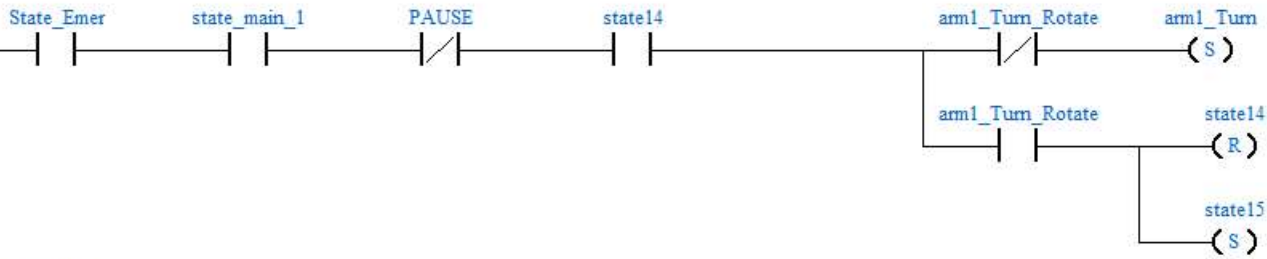 State_Emer state_main_1 PAUSE state14 arm1_Turn_Rotate arm1_Turn
S
arm1_Turn_Rotate state14
R
state15
S